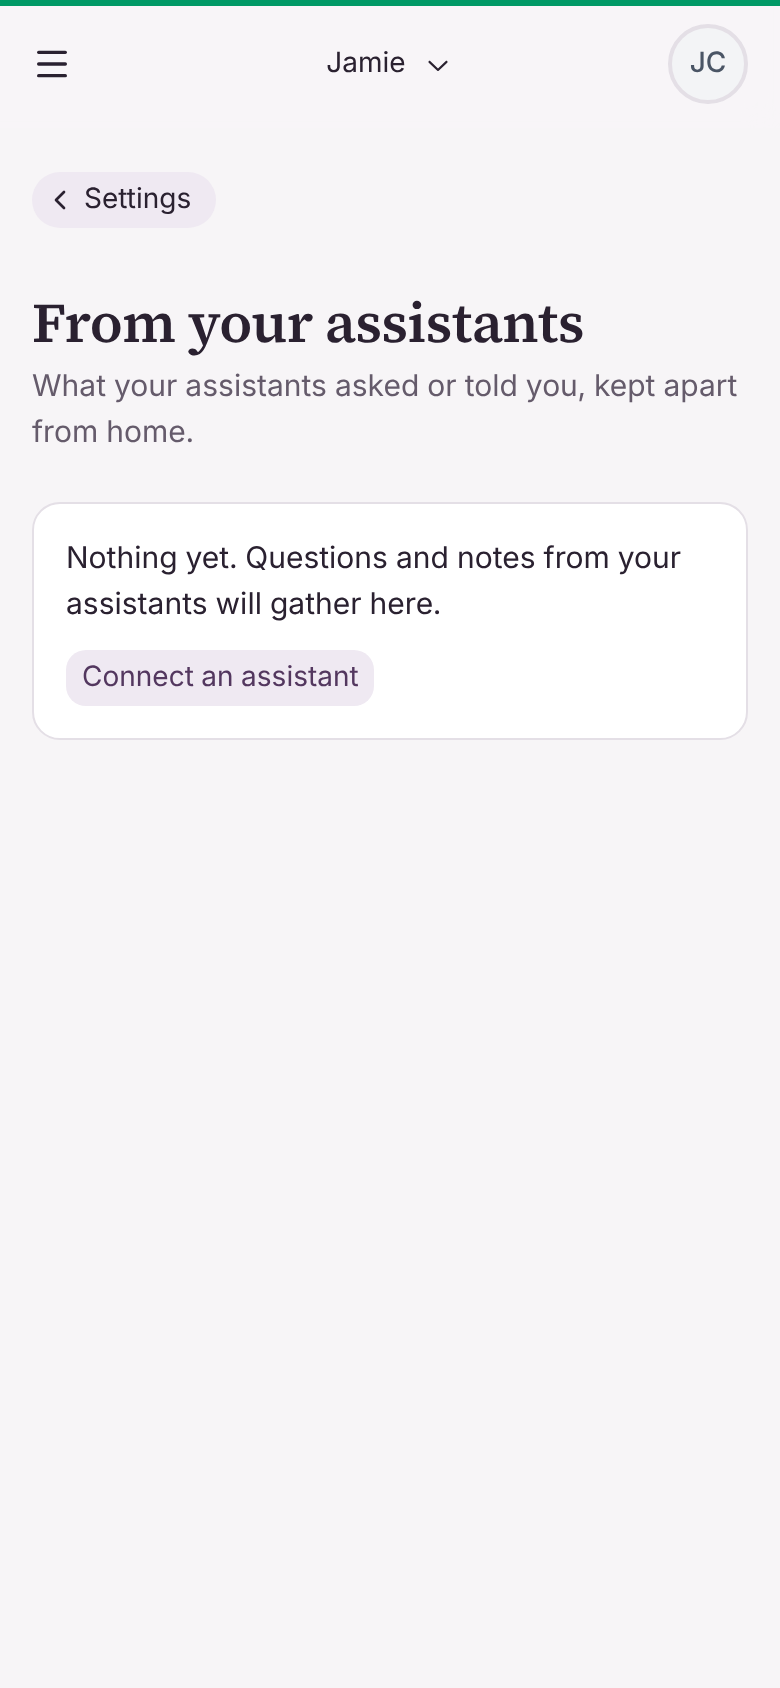 Jamie
JC
Settings
From your assistants
What your assistants asked or told you, kept apart
from home.
Nothing yet. Questions and notes from your
assistants will gather here.
Connect an assistant